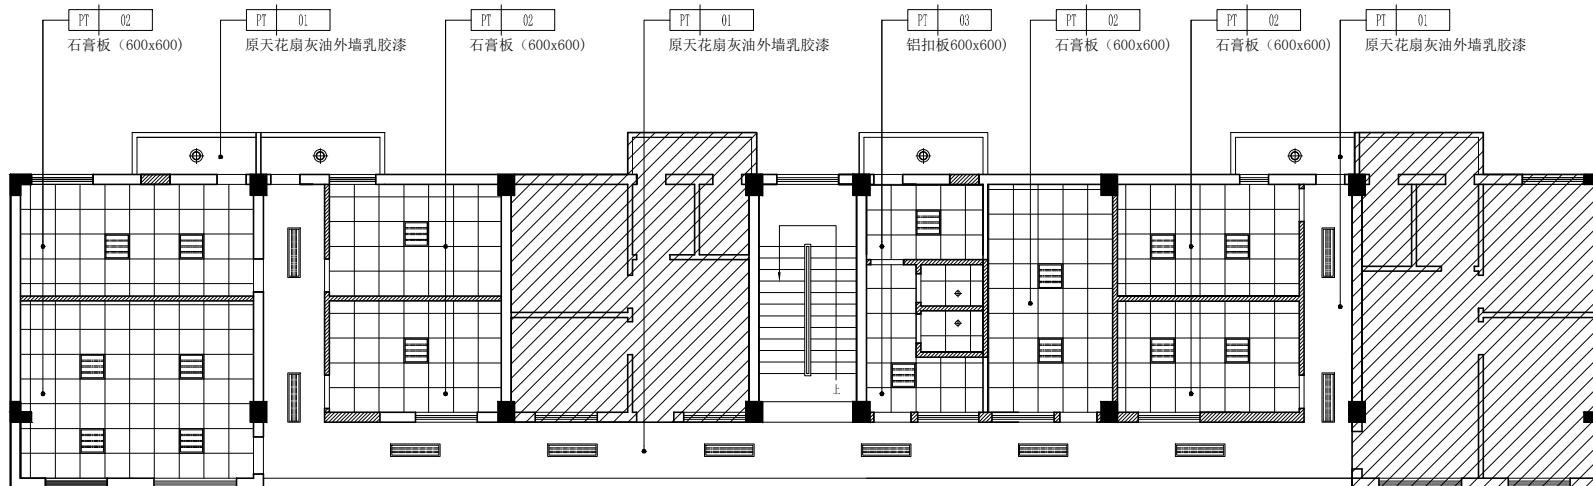 PT 02
石膏板（600x600）
PT 01
原天花扇灰油外墙乳胶漆
PT 02
石膏板（600x600）
PT 01
原天花扇灰油外墙乳胶漆
PT 03
铝扣板600x600）
PT 02
石膏板（600x600）
PT 02
石膏板（600x600）
PT 01
原天花扇灰油外墙乳胶漆
上